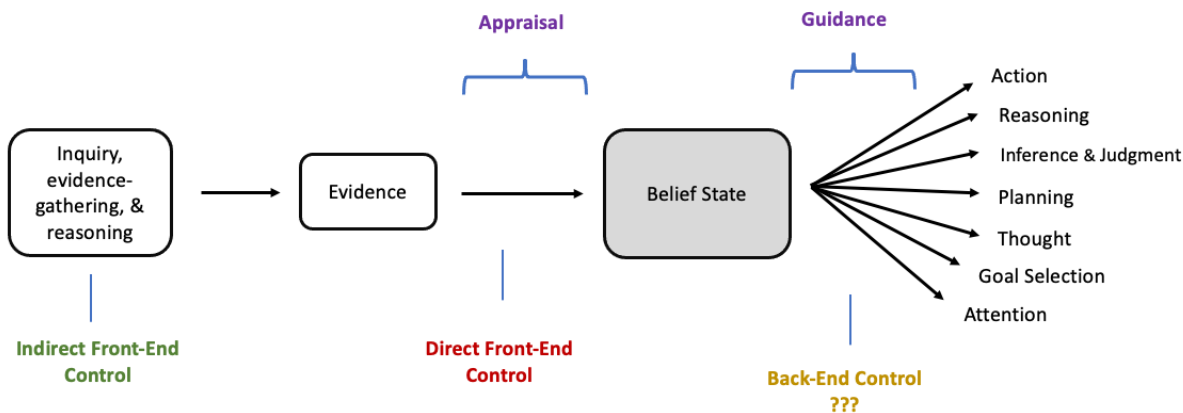 Appraisal
Guidance
Inquiry,
evidence-
gathering, &
reasoning
Evidence
Belief State
Action
Reasoning
Inference & Judgment
Planning
Thought
Goal Selection
Attention
Indirect Front-End
Control
Direct Front-End
Control
Back-End Control
???